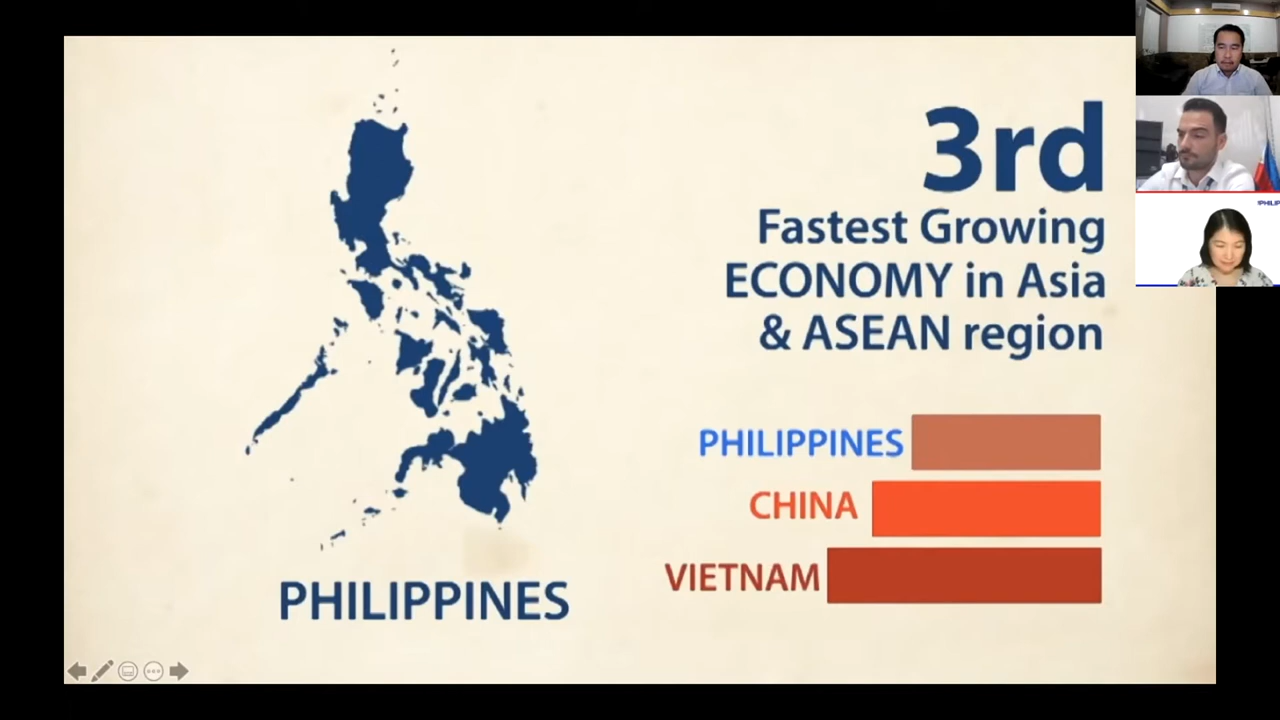 3rd
Fastest Growing
ECONOMY in Asia
& ASEAN region
PHILIPPINES
CHINA
VIETNAM
PHILIPPINES